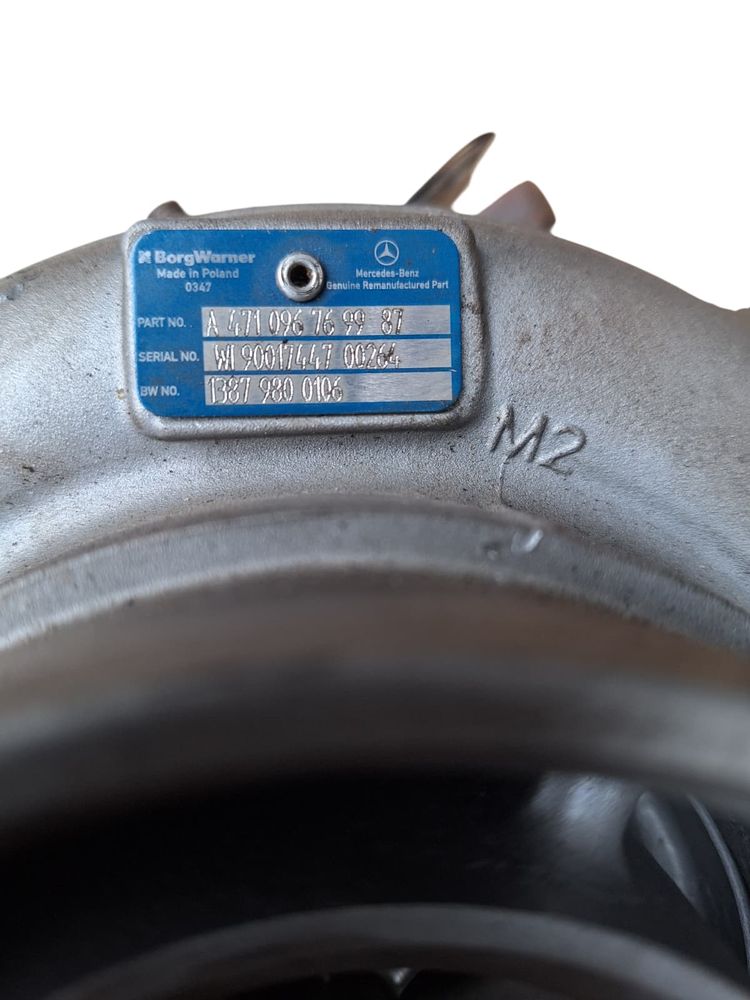 BorgWarner
Made in Poland
0347
Mercedes-Benz
Genuine Remanufactured Part
PART NO. A 471 096 76 99 87
SERIAL NO. WI 90017447 00264
BW NO. 1387 980 0106
M2